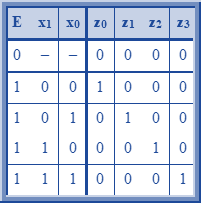 E x1 x0 z0 z1 z2 z3
0 – – 0 0 0 0
1 0 0 1 0 0 0
1 0 1 0 1 0 0
1 1 0 0 0 1 0
1 1 1 0 0 0 1